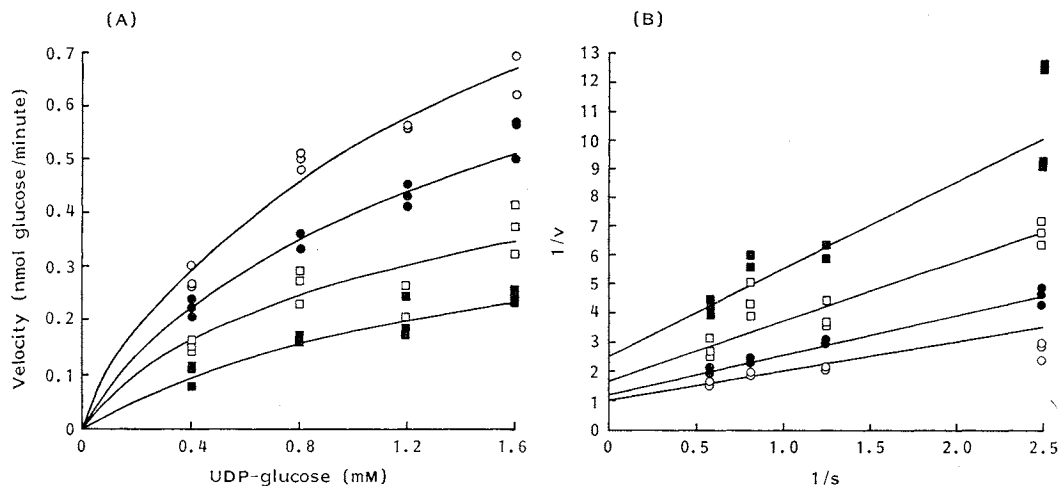 (A)
0.7
0.6
0.5
0.4
0.3
0.2
0.1
0
Velocity (nmol glucose/minute)
0 0.4 0.8 1.2 1.6
UDP-glucose (mM)
(B)
13
12
11
10
9
8
7
6
5
4
3
2
1
0
1/v
0 0.5 1.0 1.5 2.0 2.5
1/s